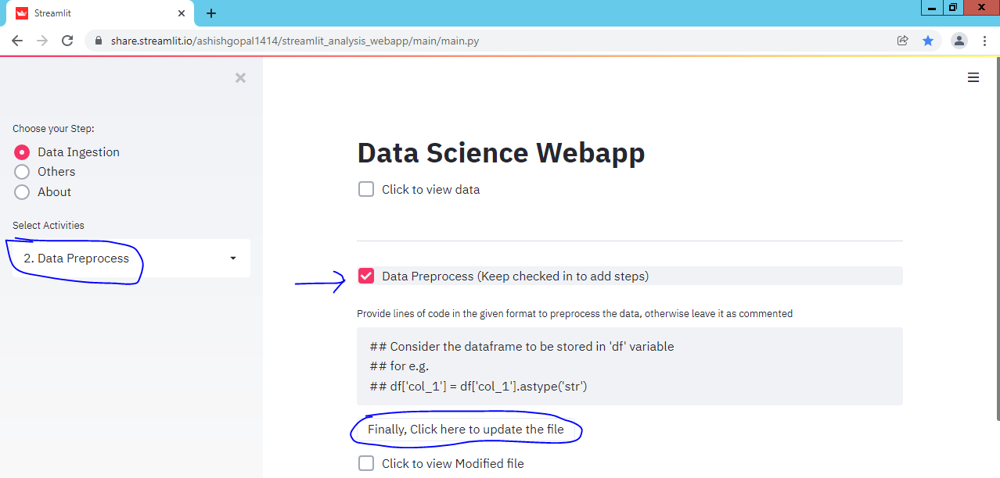 Streamlit
share.streamlit.io/ashishgopal1414/streamlit_analysis_webapp/main/main.py
Choose your Step:
Data Ingestion
Others
About
Select Activities
2. Data Preprocess
Data Science Webapp
Click to view data
Data Preprocess (Keep checked in to add steps)
Provide lines of code in the given format to preprocess the data, otherwise leave it as commented
## Consider the dataframe to be stored in 'df' variable
## for e.g.
## df['col_1'] = df['col_1'].astype('str')
Finally, Click here to update the file
Click to view Modified file